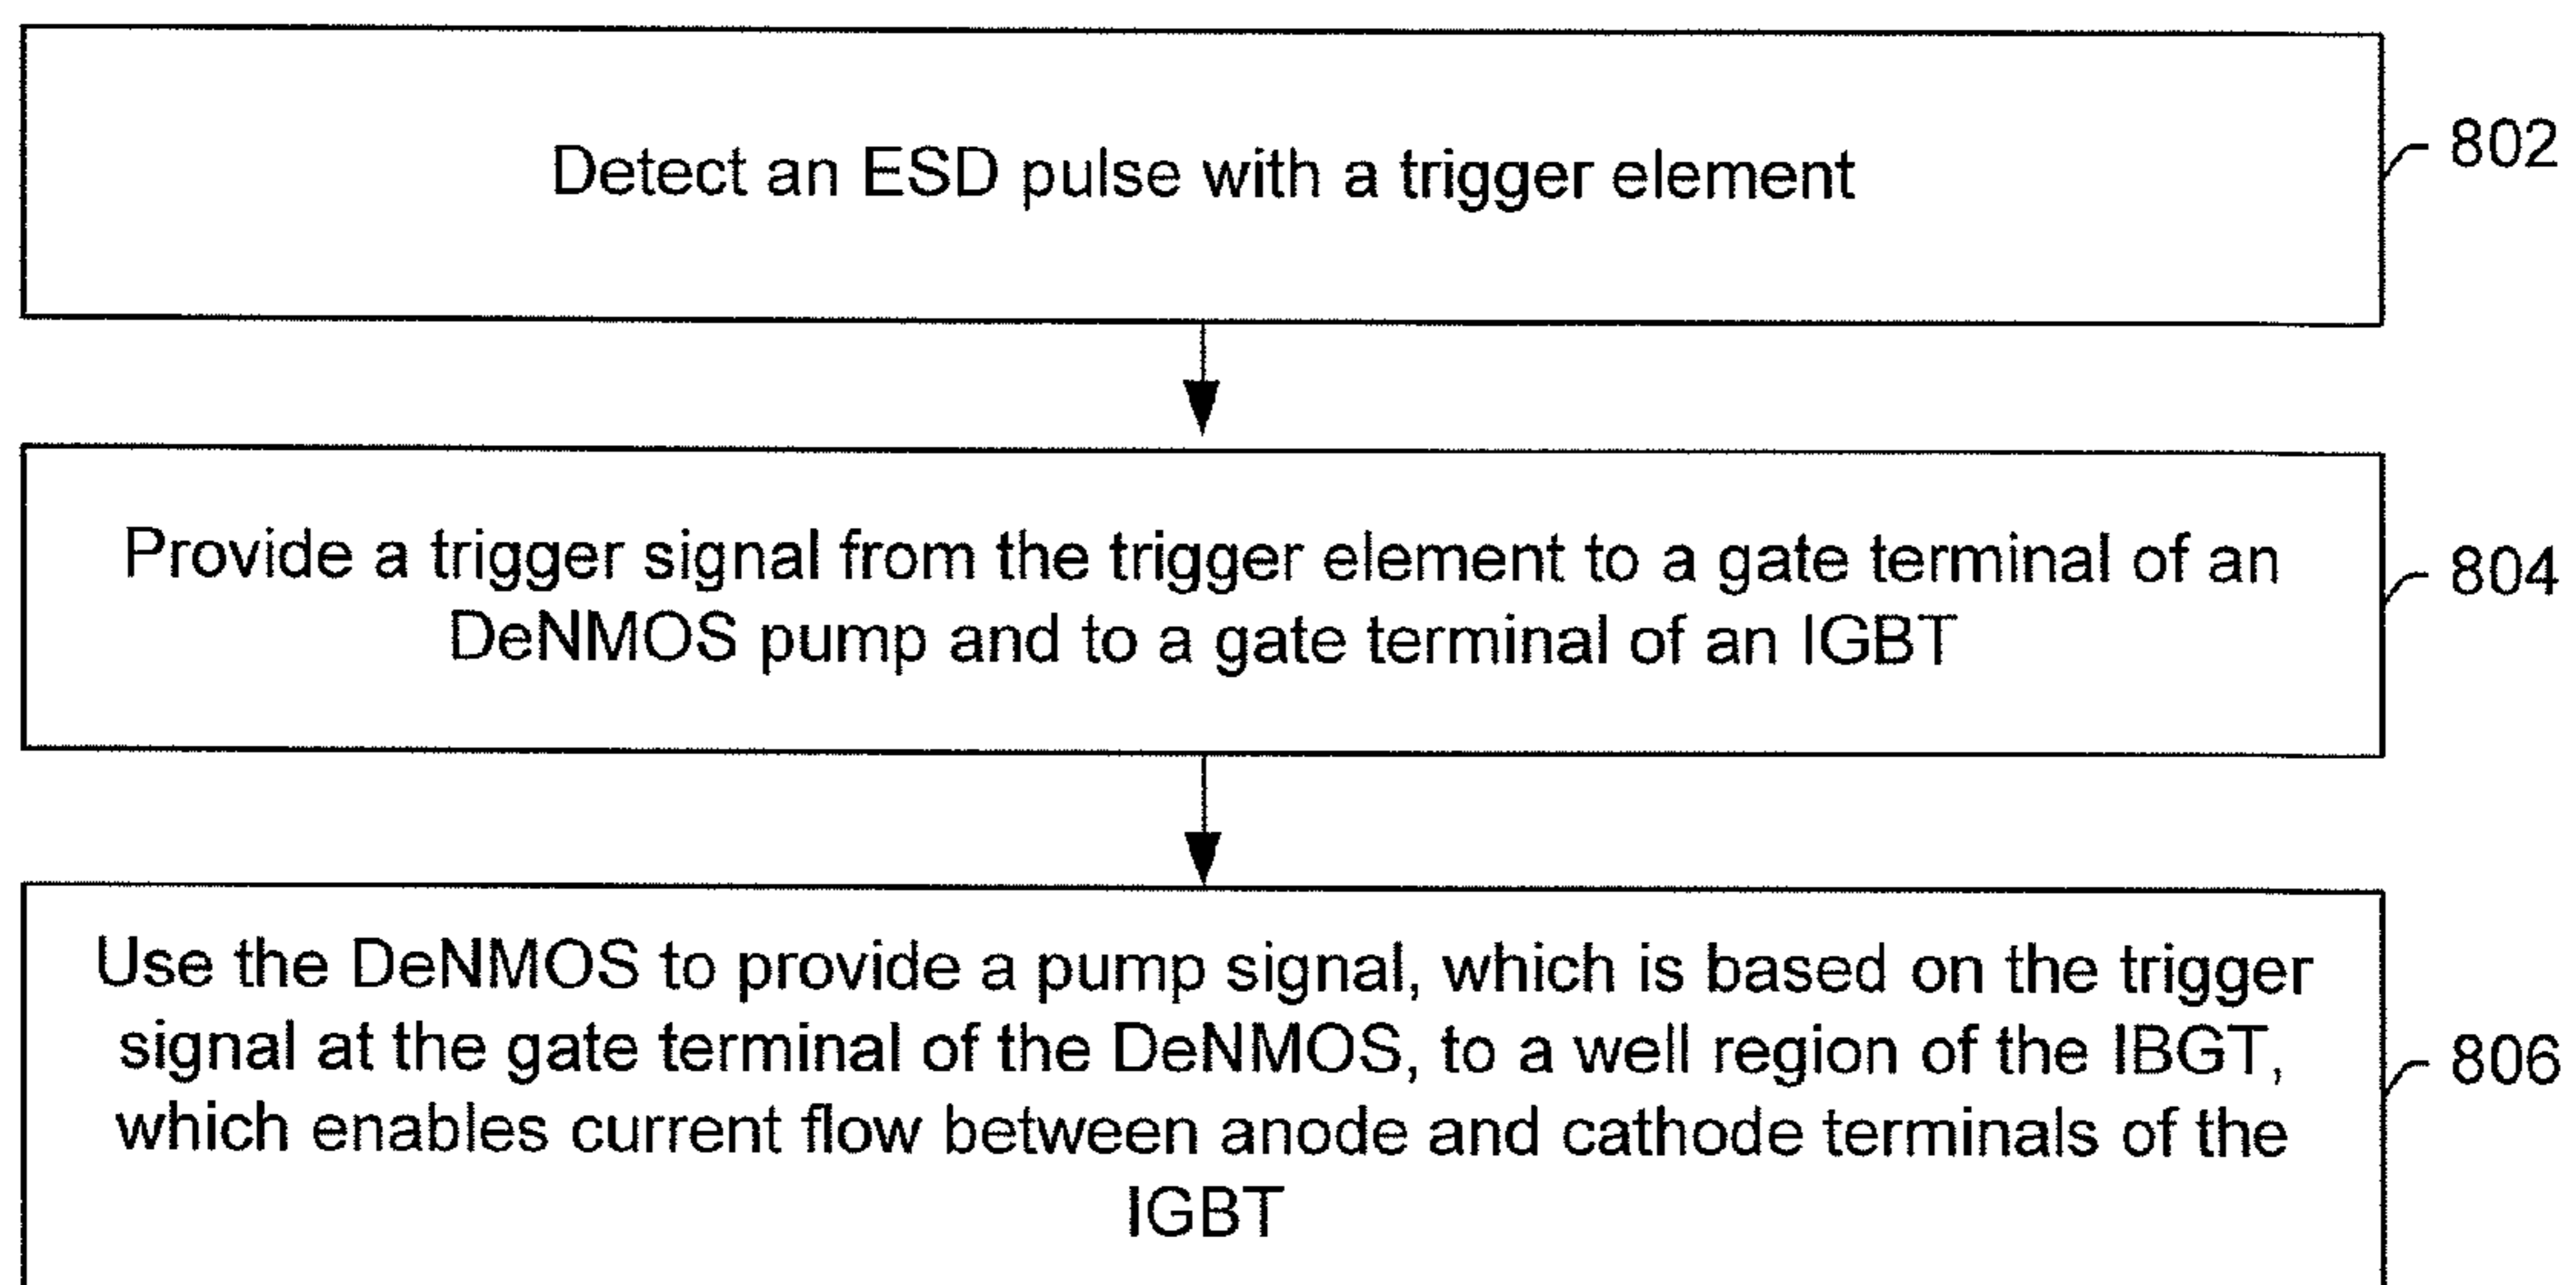 Detect an ESD pulse with a trigger element
802
Provide a trigger signal from the trigger element to a gate terminal of an
DeNMOS pump and to a gate terminal of an IGBT
804
Use the DeNMOS to provide a pump signal, which is based on the trigger
signal at the gate terminal of the DeNMOS, to a well region of the IBGT,
which enables current flow between anode and cathode terminals of the
IGBT
806